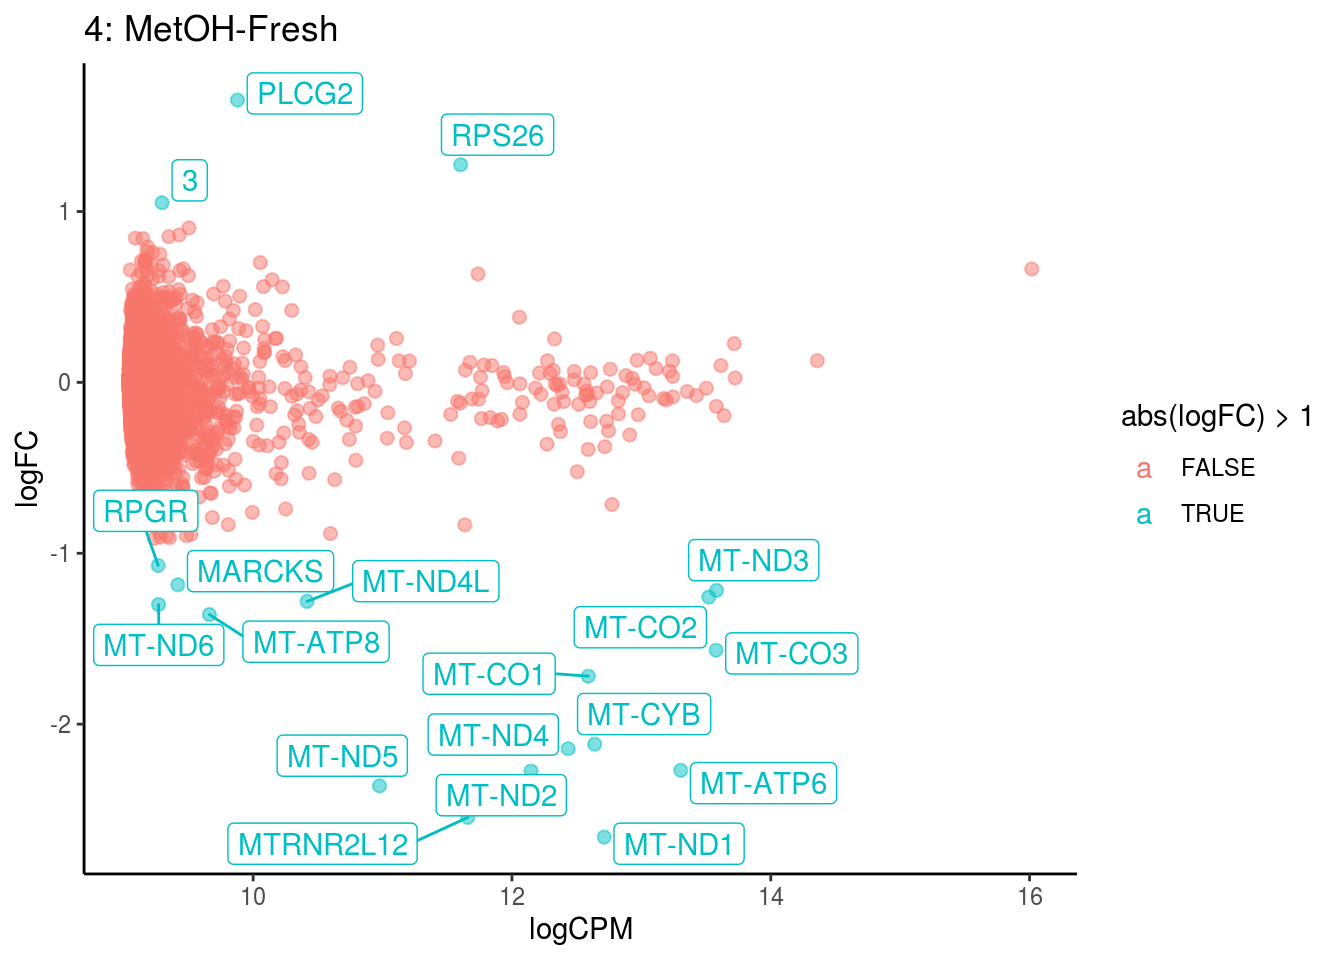 4: MetOH-Fresh
PLCG2
RPS26
3
1
0
-1
-2
logFC
RPGR
MARCKS
MT-ND4L
MT-ND6
MT-ATP8
MT-ND3
MT-CO2
MT-CO3
MT-CO1
MT-CYB
MT-ND4
MT-ND5
MT-ATP6
MT-ND2
MTRNR2L12
MT-ND1
10 12 14 16
logCPM
abs(logFC) > 1
a FALSE
a TRUE